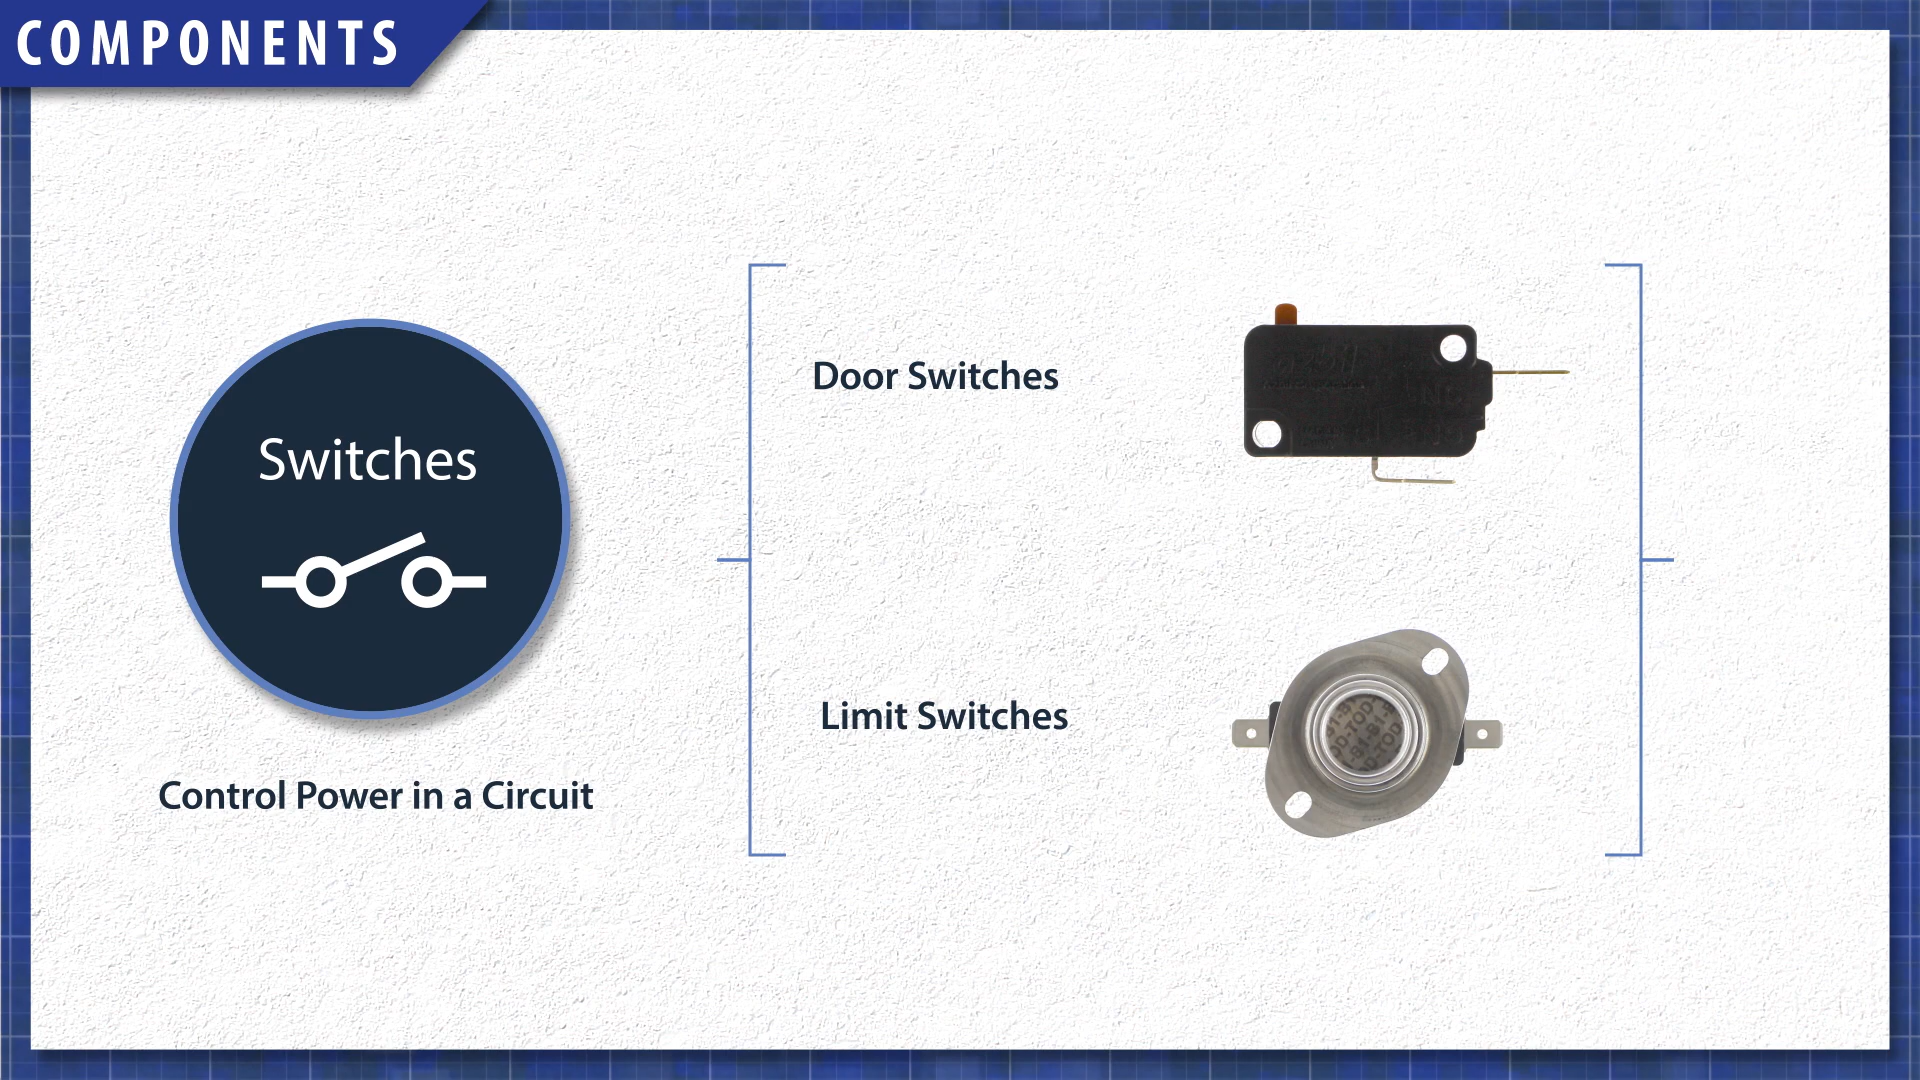 COMPONENTS
Switches
Control Power in a Circuit
Door Switches
Limit Switches